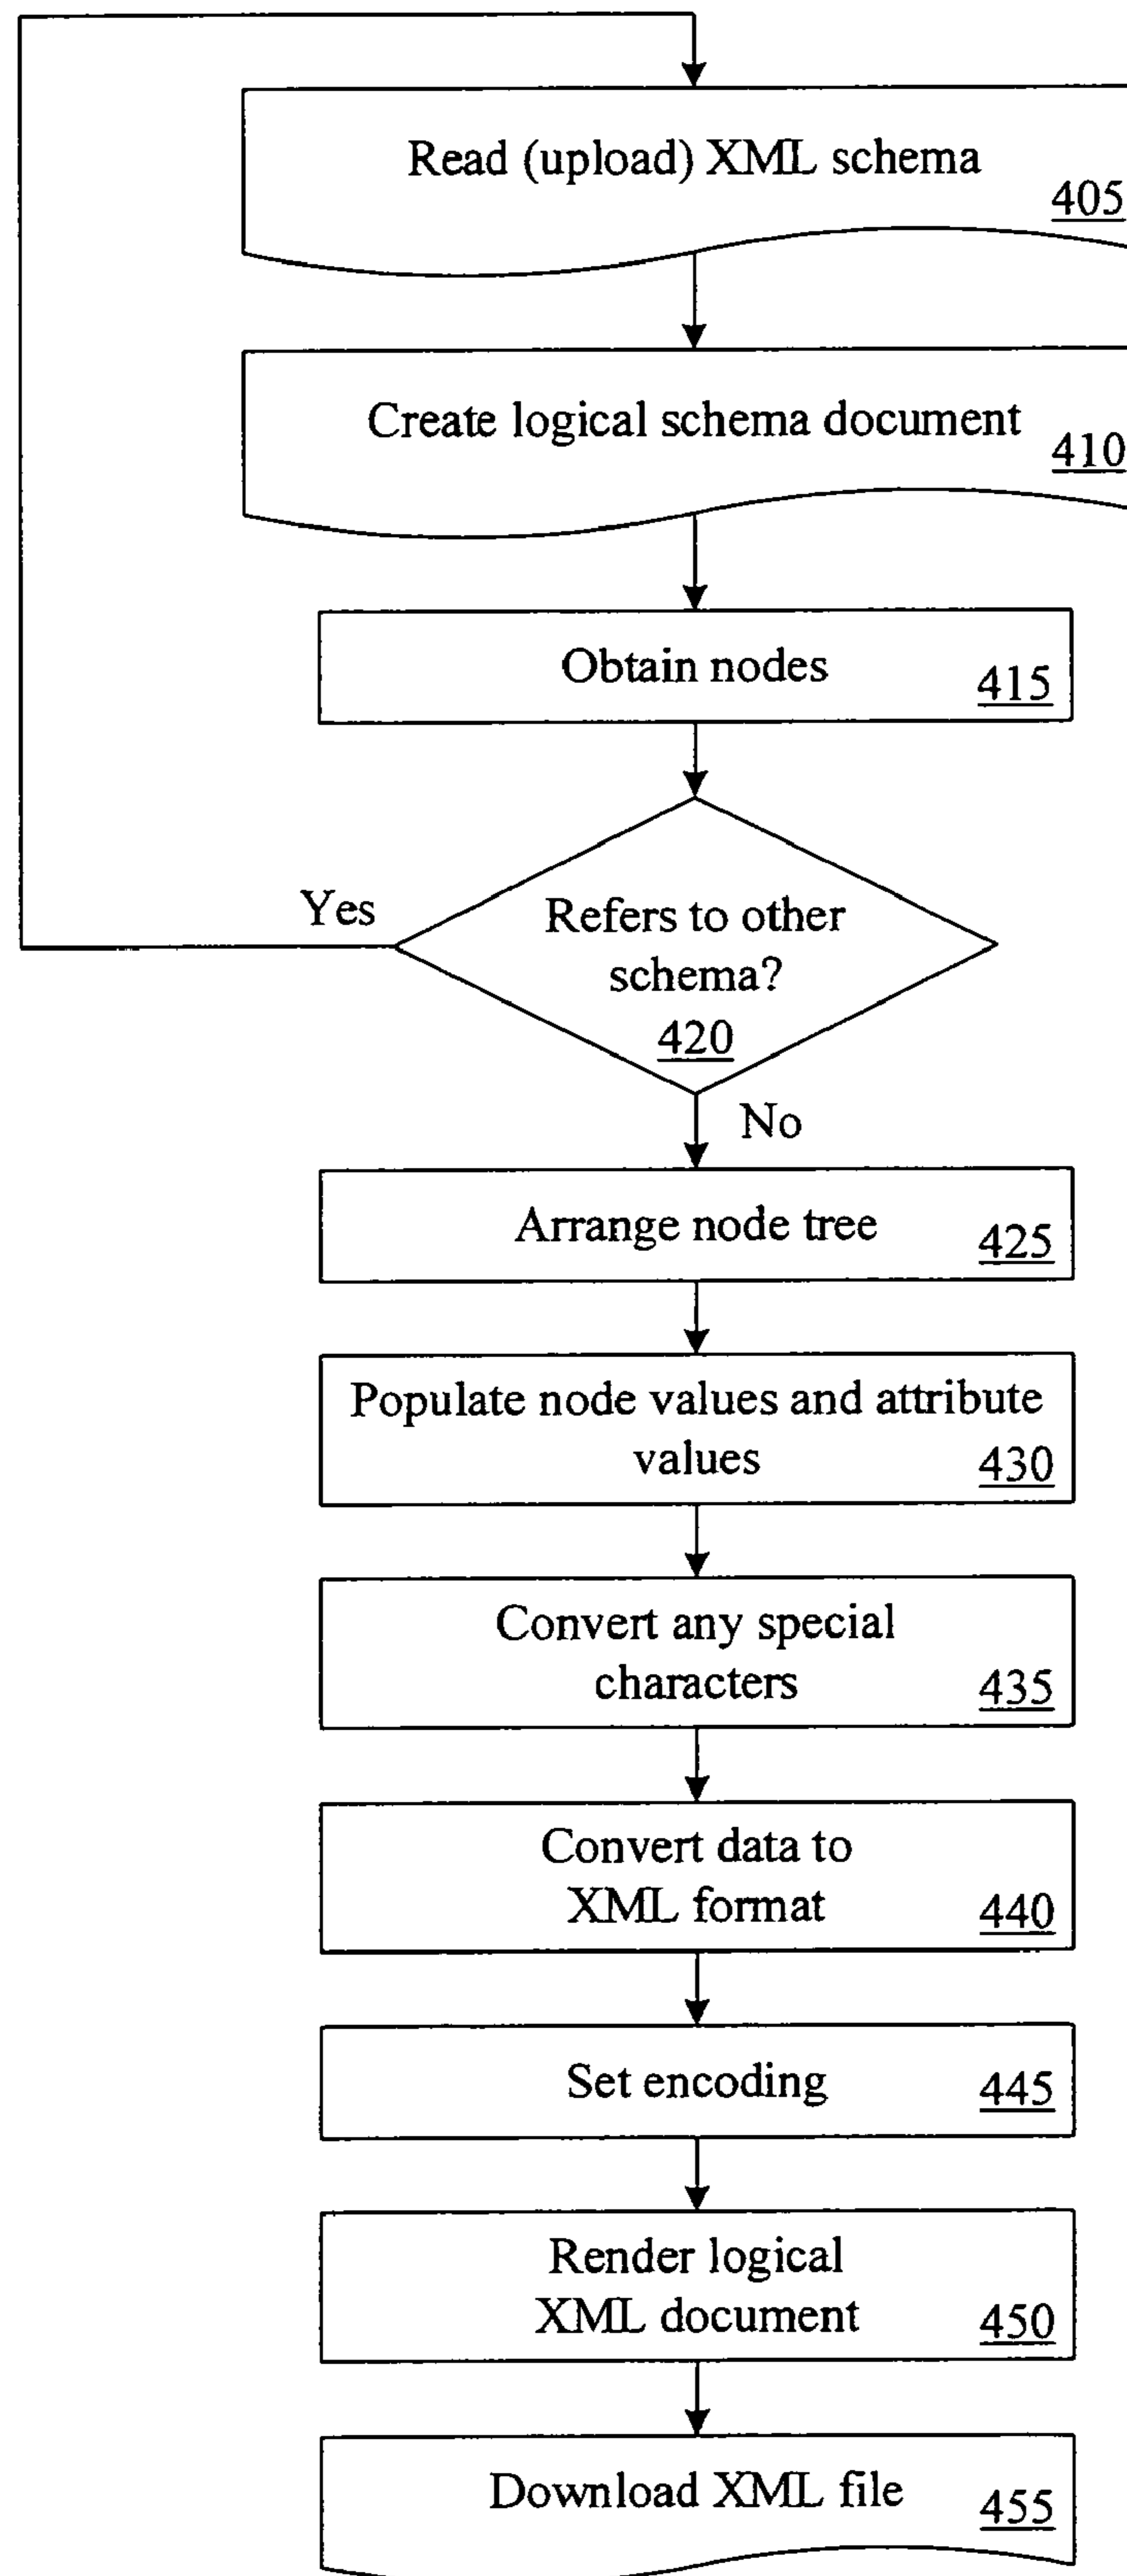 Read (upload) XML schema
405
Create logical schema document
410
Obtain nodes
415
Yes
Refers to other
schema?
420
No
Arrange node tree
425
Populate node values and attribute
values
430
Convert any special
characters
435
Convert data to
XML format
440
Set encoding
445
Render logical
XML document
450
Download XML file
455